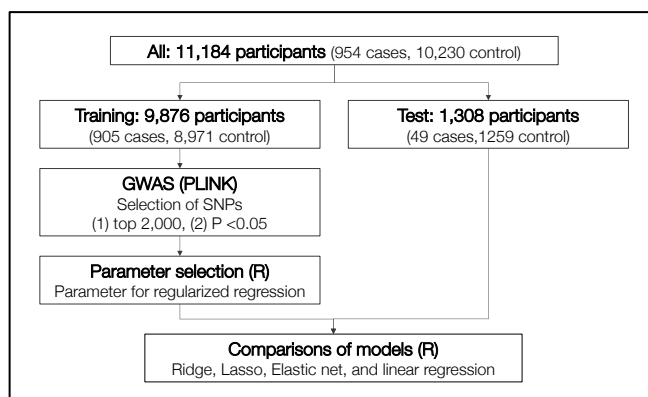 All: 11,184 participants (954 cases, 10,230 control)
Training: 9,876 participants
(905 cases, 8,971 control)
Test: 1,308 participants
(49 cases,1259 control)
GWAS (PLINK)
Selection of SNPs
(1) top 2,000, (2) P <0.05
Parameter selection (R)
Parameter for regularized regression
Comparisons of models (R)
Ridge, Lasso, Elastic net, and linear regression